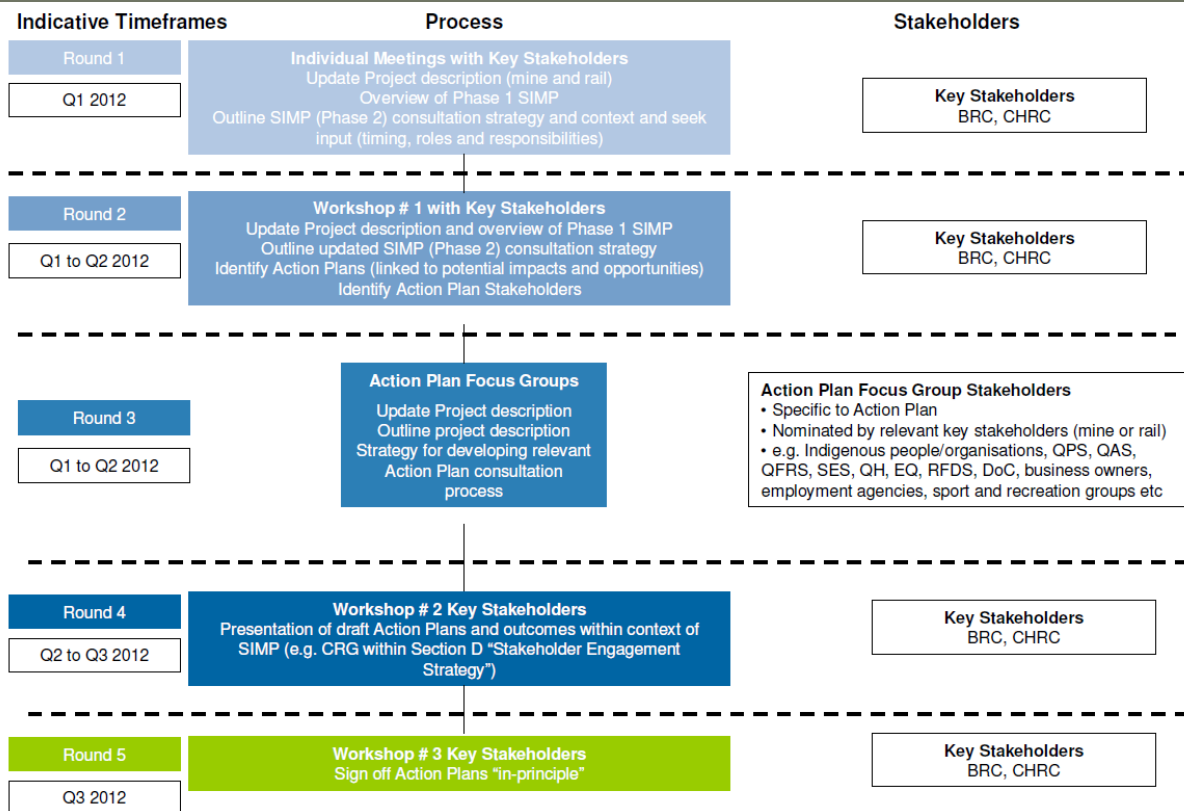 Indicative Timeframes
Process
Stakeholders
Round 1
Q1 2012
Individual Meetings with Key Stakeholders
Update Project description (mine and rail)
Overview of Phase 1 SIMP
Outline SIMP (Phase 2) consultation strategy and context and seek
input (timing, roles and responsibilities)
Key Stakeholders
BRC, CHRC
Round 2
Q1 to Q2 2012
Workshop # 1 with Key Stakeholders
Update Project description and overview of Phase 1 SIMP
Outline updated SIMP (Phase 2) consultation strategy
Identify Action Plans (linked to potential impacts and opportunities)
Identify Action Plan Stakeholders
Key Stakeholders
BRC, CHRC
Round 3
Q1 to Q2 2012
Action Plan Focus Groups
Update Project description
Outline project description
Strategy for developing relevant
Action Plan consultation
process
Action Plan Focus Group Stakeholders
• Specific to Action Plan
• Nominated by relevant key stakeholders (mine or rail)
• e.g. Indigenous people/organisations, QPS, QAS,
QFRS, SES, QH, EQ, RFDS, DoC, business owners,
employment agencies, sport and recreation groups etc
Round 4
Q2 to Q3 2012
Workshop # 2 Key Stakeholders
Presentation of draft Action Plans and outcomes within context of
SIMP (e.g. CRG within Section D “Stakeholder Engagement
Strategy”)
Key Stakeholders
BRC, CHRC
Round 5
Q3 2012
Workshop # 3 Key Stakeholders
Sign off Action Plans “in-principle”
Key Stakeholders
BRC, CHRC